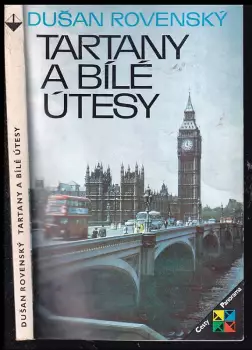 DUŠAN ROVENSKÝ
TARTANY
A BÍLÉ
ÚTESY
Cesty
Panorama
DUŠAN ROVENSKÝ TARTANY A BÍLÉ ÚTESY